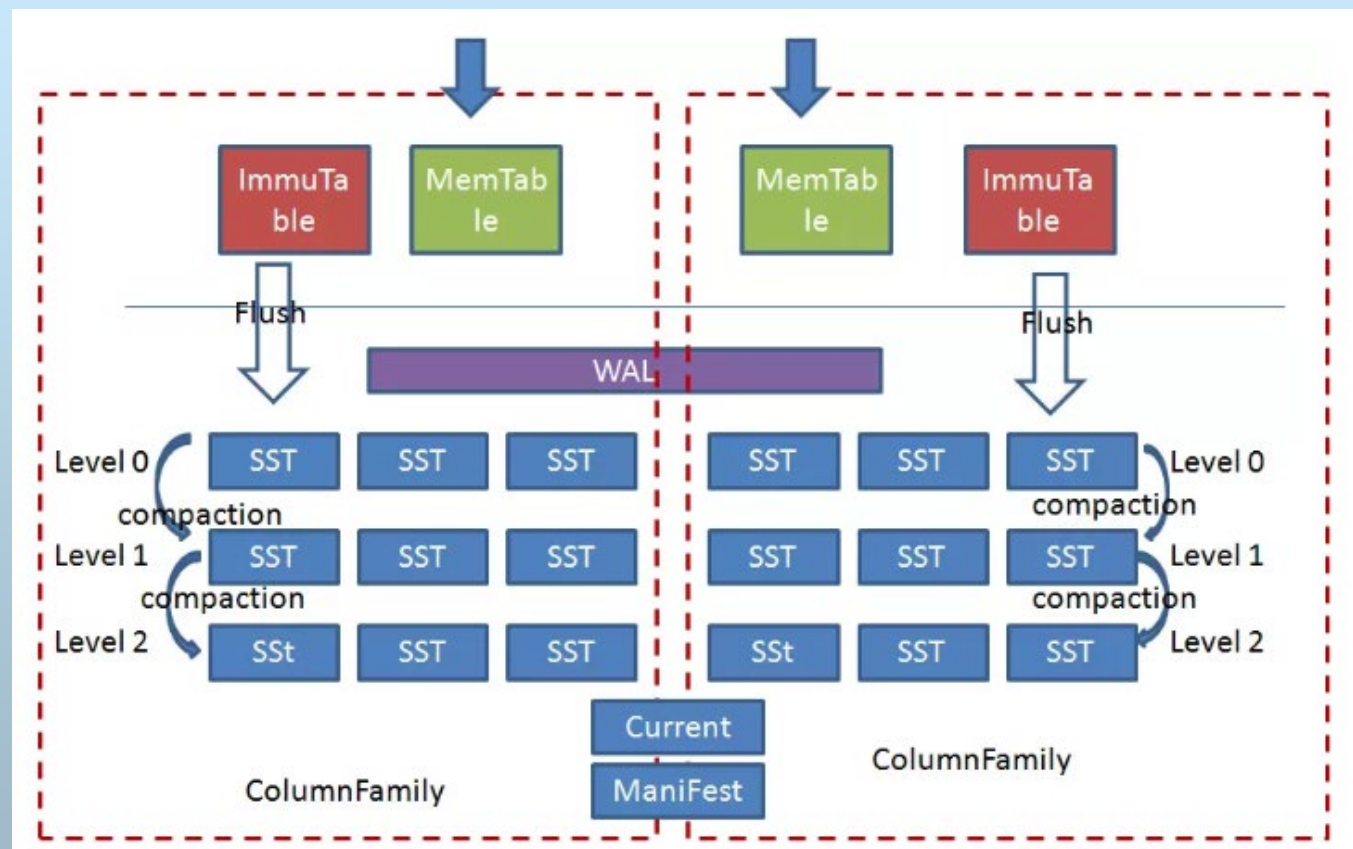 ImmuTa
ble
MemTab
le
MemTab
le
ImmuTa
ble
Flush
Flush
WAL
Level 0
SST
SST
SST
SST
SST
SST
Level 0
compaction
compaction
Level 1
SST
SST
SST
SST
SST
SST
Level 1
compaction
compaction
Level 2
SSt
SST
SST
SSt
SST
SST
Level 2
Current
ColumnFamily
ManiFest
ColumnFamily